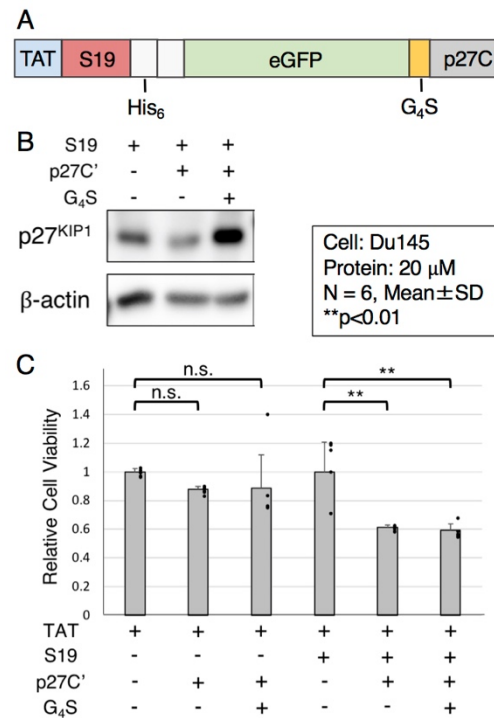 A
TAT S19 eGFP p27C
His6 G4S
B
S19 + + +
p27C' - + +
G4S - - +
p27KIP1
β-actin
Cell: Du145
Protein: 20 μM
N = 6, Mean±SD
**p<0.01
C
n.s. **
n.s. **
Relative Cell Viability
1.6
1.4
1.2
1
0.8
0.6
0.4
0.2
0
TAT + + + + + +
S19 - - - + + +
p27C' - + + - + +
G4S - - + - - +